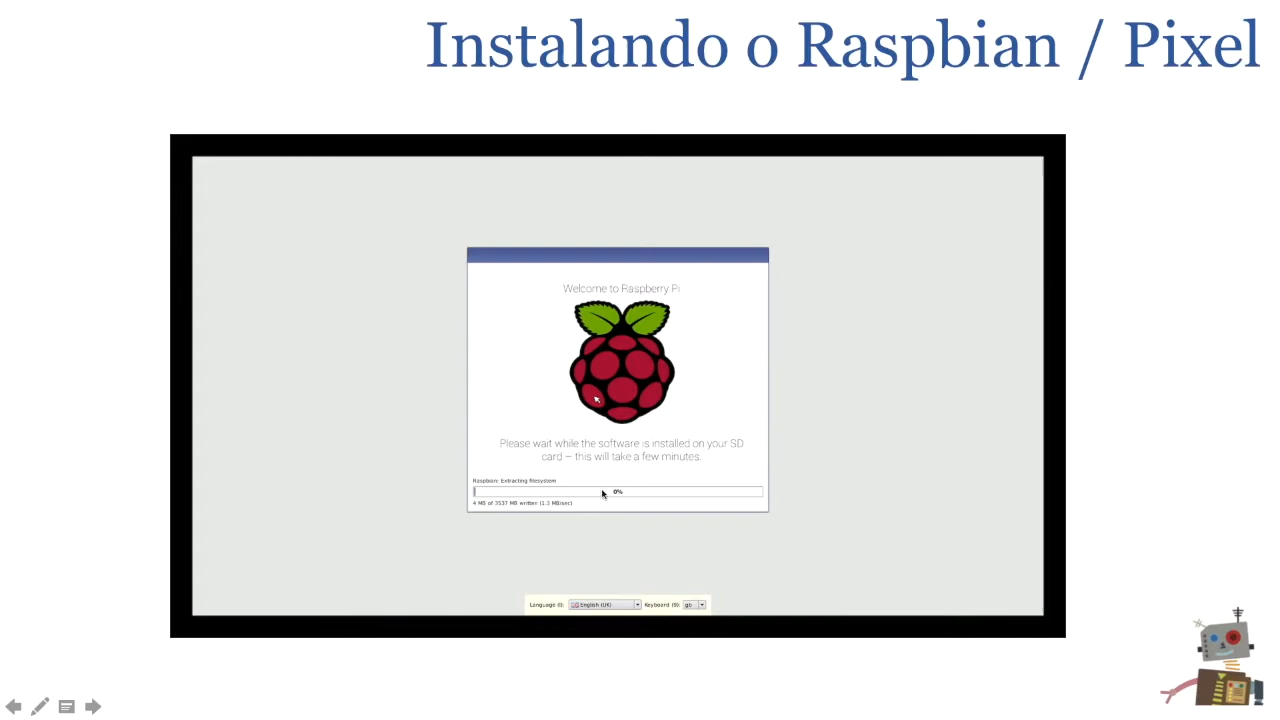 Instalando o Raspbian / Pixel
Welcome to Raspberry Pi
Please wait while the software is installed on your SD
card – this will take a few minutes.
Raspbian: Extracting filesystem
0%
4 MB of 3537 MB written (1.3 MB/sec)
Language (l): English (UK) Keyboard (9): gb